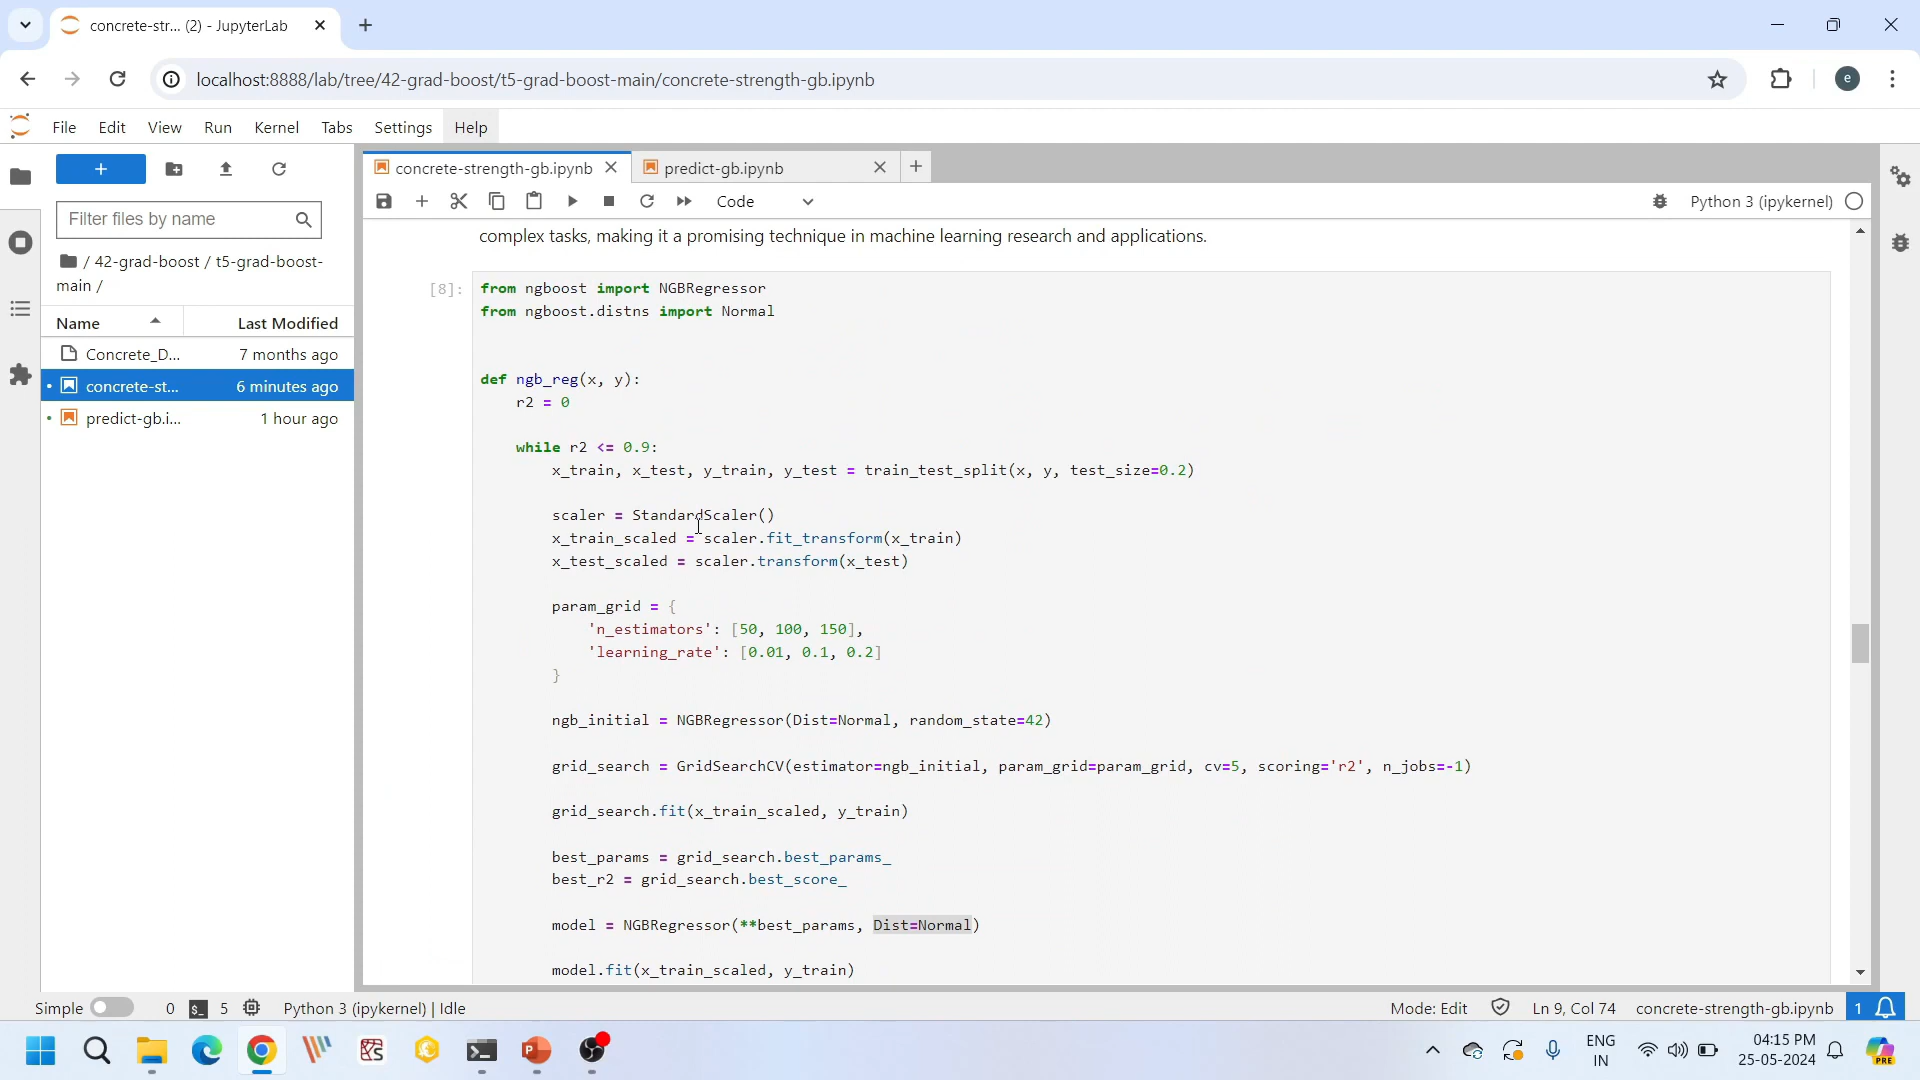 concrete-str... (2) - JupyterLab
localhost:8888/lab/tree/42-grad-boost/t5-grad-boost-main/concrete-strength-gb.ipynb
e
File Edit View Run Kernel Tabs Settings Help
Filter files by name
/ 42-grad-boost / t5-grad-boost-
main /
Name Last Modified
Concrete_D... 7 months ago
concrete-st... 6 minutes ago
predict-gb.i... 1 hour ago
concrete-strength-gb.ipynb predict-gb.ipynb
Code Python 3 (ipykernel)
complex tasks, making it a promising technique in machine learning research and applications.
[8]: from ngboost import NGBRegressor
from ngboost.distns import Normal
def ngb_reg(x, y):
r2 = 0
while r2 <= 0.9:
x_train, x_test, y_train, y_test = train_test_split(x, y, test_size=0.2)
scaler = StandardScaler()
x_train_scaled = scaler.fit_transform(x_train)
x_test_scaled = scaler.transform(x_test)
param_grid = {
'n_estimators': [50, 100, 150],
'learning_rate': [0.01, 0.1, 0.2]
}
ngb_initial = NGBRegressor(Dist=Normal, random_state=42)
grid_search = GridSearchCV(estimator=ngb_initial, param_grid=param_grid, cv=5, scoring='r2', n_jobs=-1)
grid_search.fit(x_train_scaled, y_train)
best_params = grid_search.best_params_
best_r2 = grid_search.best_score_
model = NGBRegressor(**best_params, Dist=Normal)
model.fit(x_train_scaled, y_train)
Simple 0 $_ 5 Python 3 (ipykernel) | Idle Mode: Edit Ln 9, Col 74 concrete-strength-gb.ipynb 1
ENG
IN
04:15 PM
25-05-2024
PRE